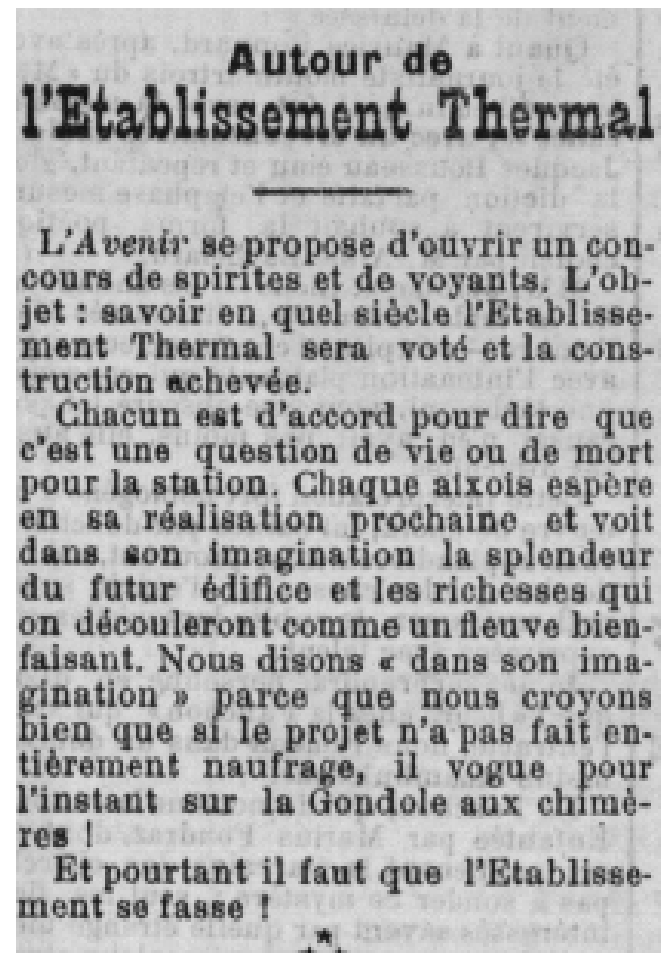 Autour de
l'Etablissement Thermal
L'Avenir se propose d'ouvrir un con-
cours de spirites et de voyants. L'ob-
jet : savoir en quel siècle l'Etablisse-
ment Thermal sera voté et la cons-
truction achevée.
Chacun est d'accord pour dire que
c'est une question de vie ou de mort
pour la station. Chaque aixois espère
en sa réalisation prochaine et voit
dans son imagination la splendeur
du futur édifice et les richesses qui
on découleront comme un fleuve bien-
faisant. Nous disons « dans son ima-
gination » parce que nous croyons
bien que si le projet n'a pas fait en-
tièrement naufrage, il vogue pour
l'instant sur la Gondole aux chimè-
res !
Et pourtant il faut que l'Etablisse-
ment se fasse !